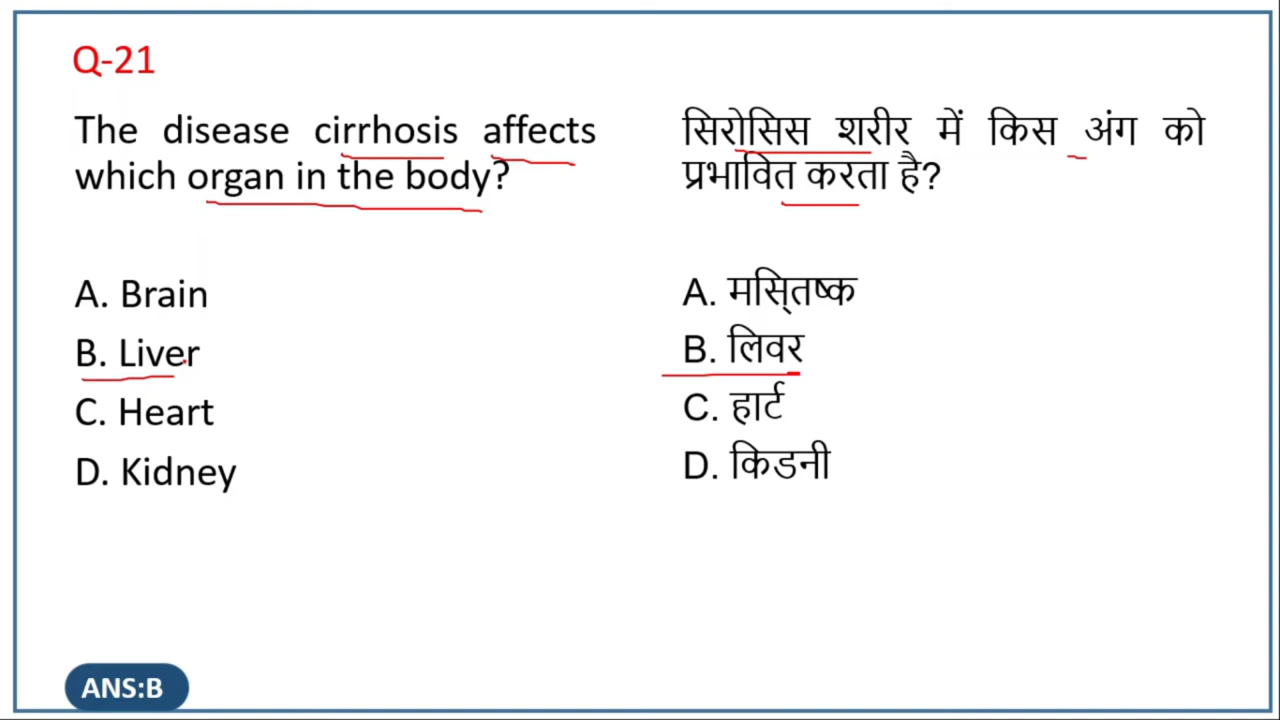 Q-21
The disease cirrhosis affects
which organ in the body?
A. Brain
B. Liver
C. Heart
D. Kidney
सिरोसिस शरीर में किस अंग को
प्रभावित करता है?
A. मस्तिष्क
B. लिवर
C. हार्ट
D. किडनी
ANS:B